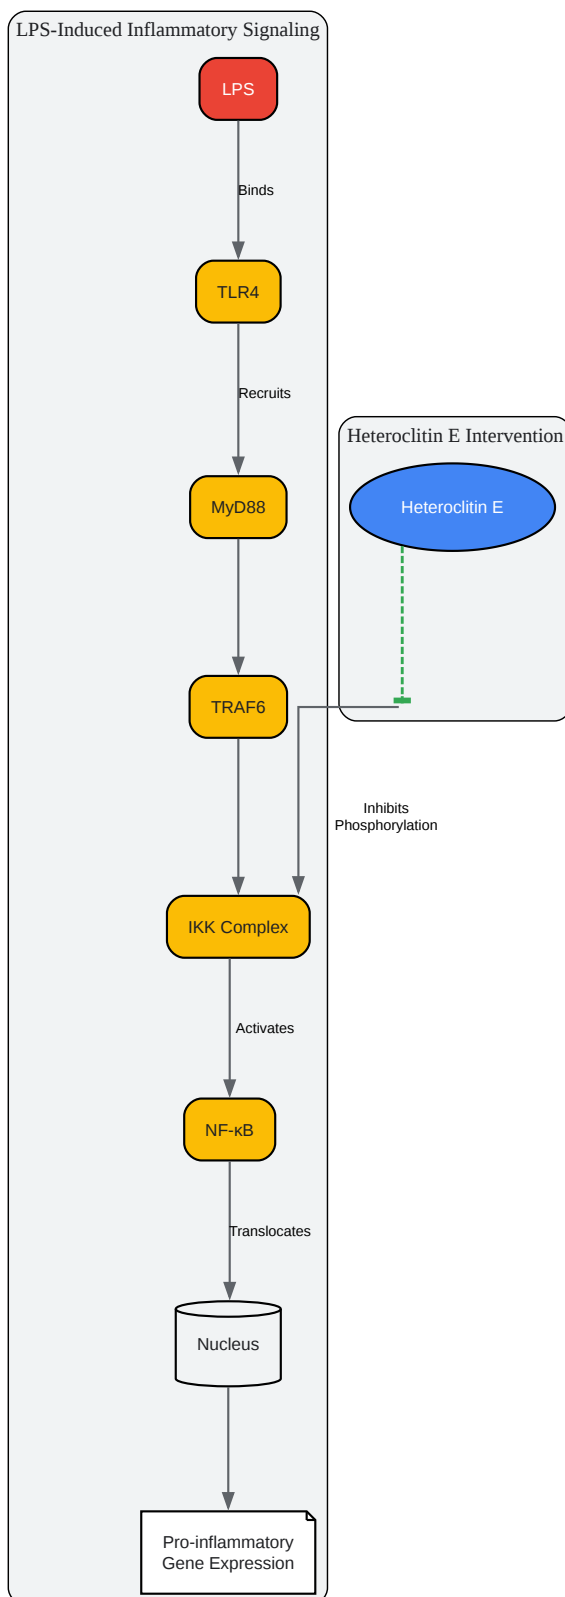 LPS-Induced Inflammatory Signaling
LPS
Binds
TLR4
Recruits
Heteroclitin E Intervention
MyD88
Heteroclitin E
TRAF6
Inhibits
Phosphorylation
IKK Complex
Activates
NF-κB
Translocates
Nucleus
Pro-inflammatory
Gene Expression